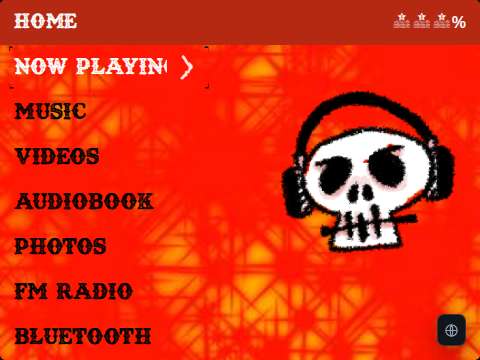 HOME
%
NOW PLAYIN
MUSIC
VIDEOS
AUDIOBOOK
PHOTOS
FM RADIO
BLUETOOTH